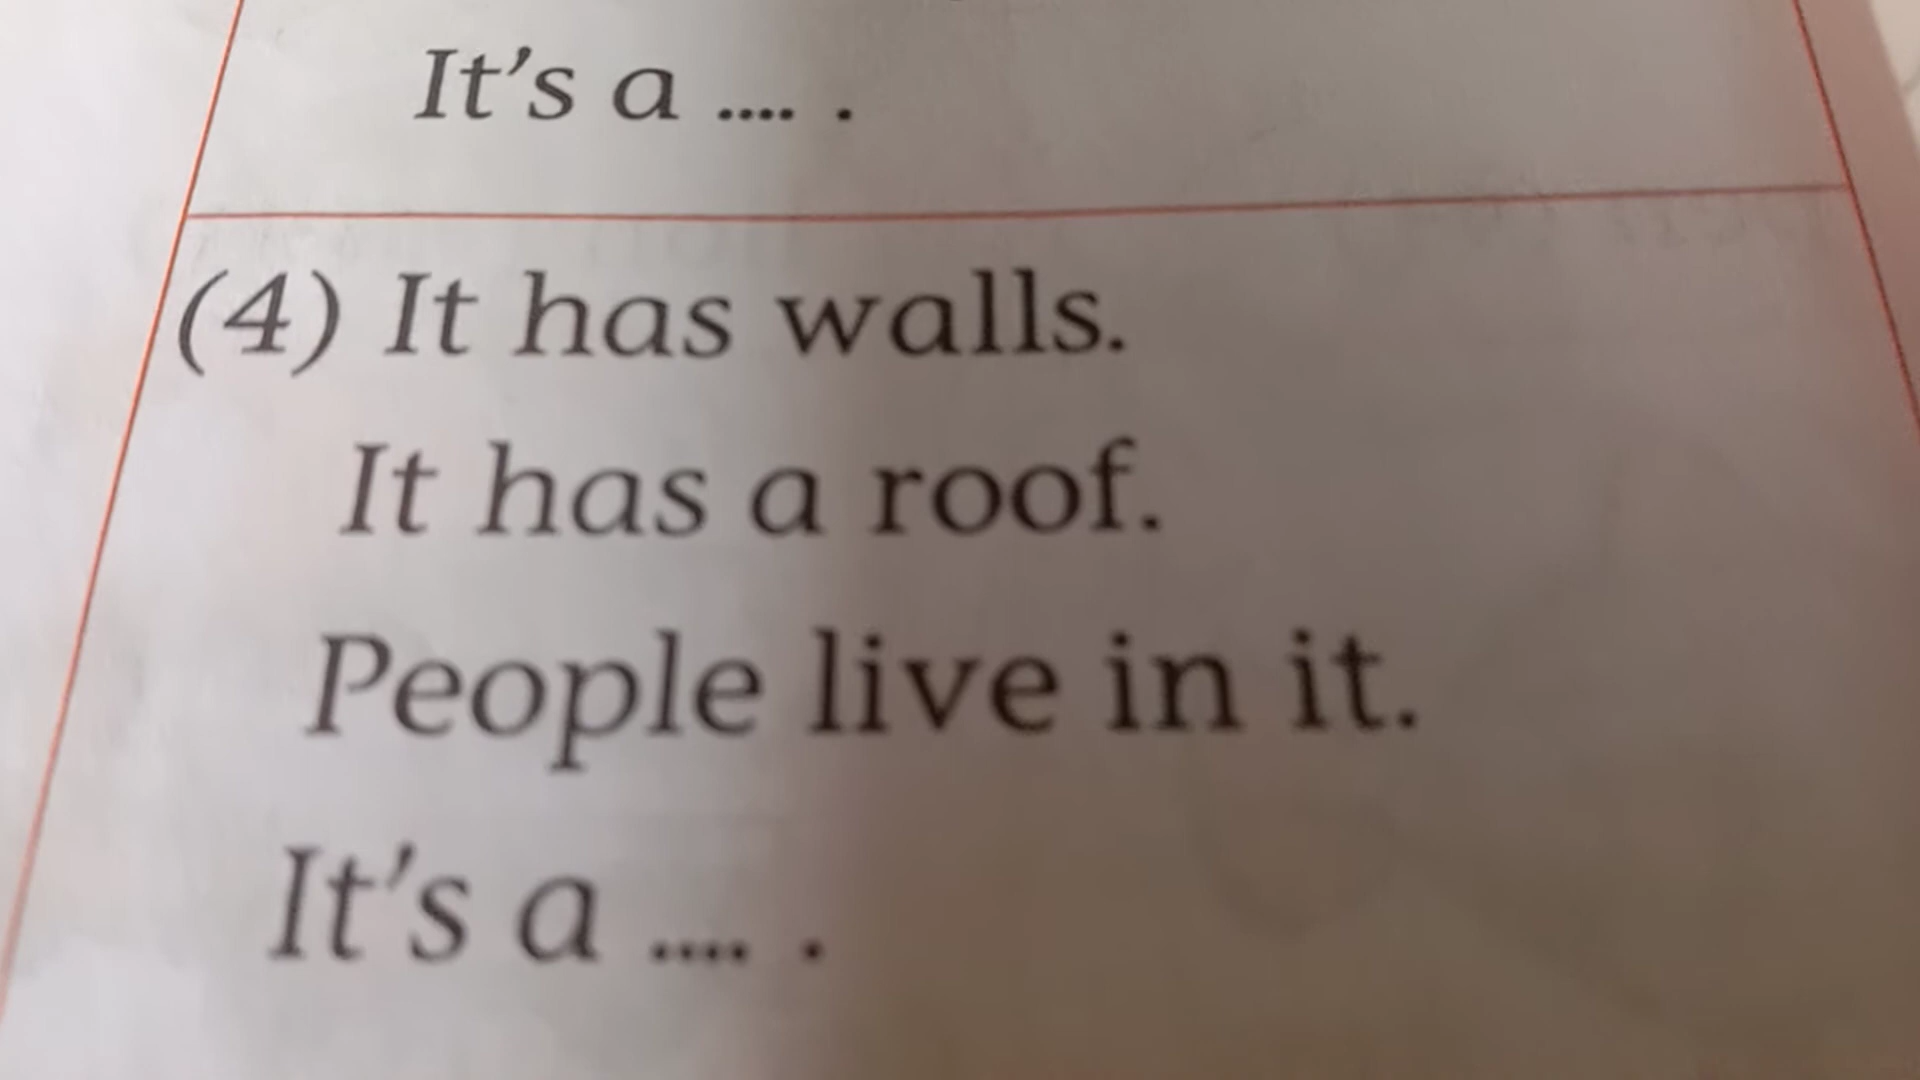 It's a .... .
(4) It has walls.
It has a roof.
People live in it.
It's a .... .